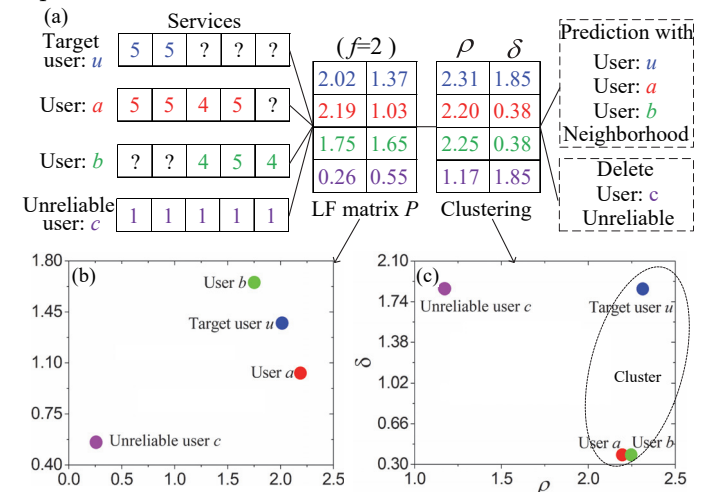 (a)
Services
Target
user: u
5 5 ? ? ?
User: a
5 5 4 5 ?
User: b
? ? 4 5 4
Unreliable
user: c
1 1 1 1 1
(f=2)
2.02 1.37
2.19 1.03
1.75 1.65
0.26 0.55
LF matrix P
ρ δ
2.31 1.85
2.20 0.38
2.25 0.38
1.17 1.85
Clustering
Prediction with
User: u
User: a
User: b
Neighborhood
Delete
User: c
Unreliable
(b)
1.80
1.45
1.10
0.75
0.40
User b
Target user u
User a
Unreliable user c
0.0 0.5 1.0 1.5 2.0 2.5
(c)
2.10
1.74
1.38
1.02
0.66
0.30
δ
Unreliable user c
Target user u
Cluster
User a
User b
1.0 1.5 2.0 2.5
ρ